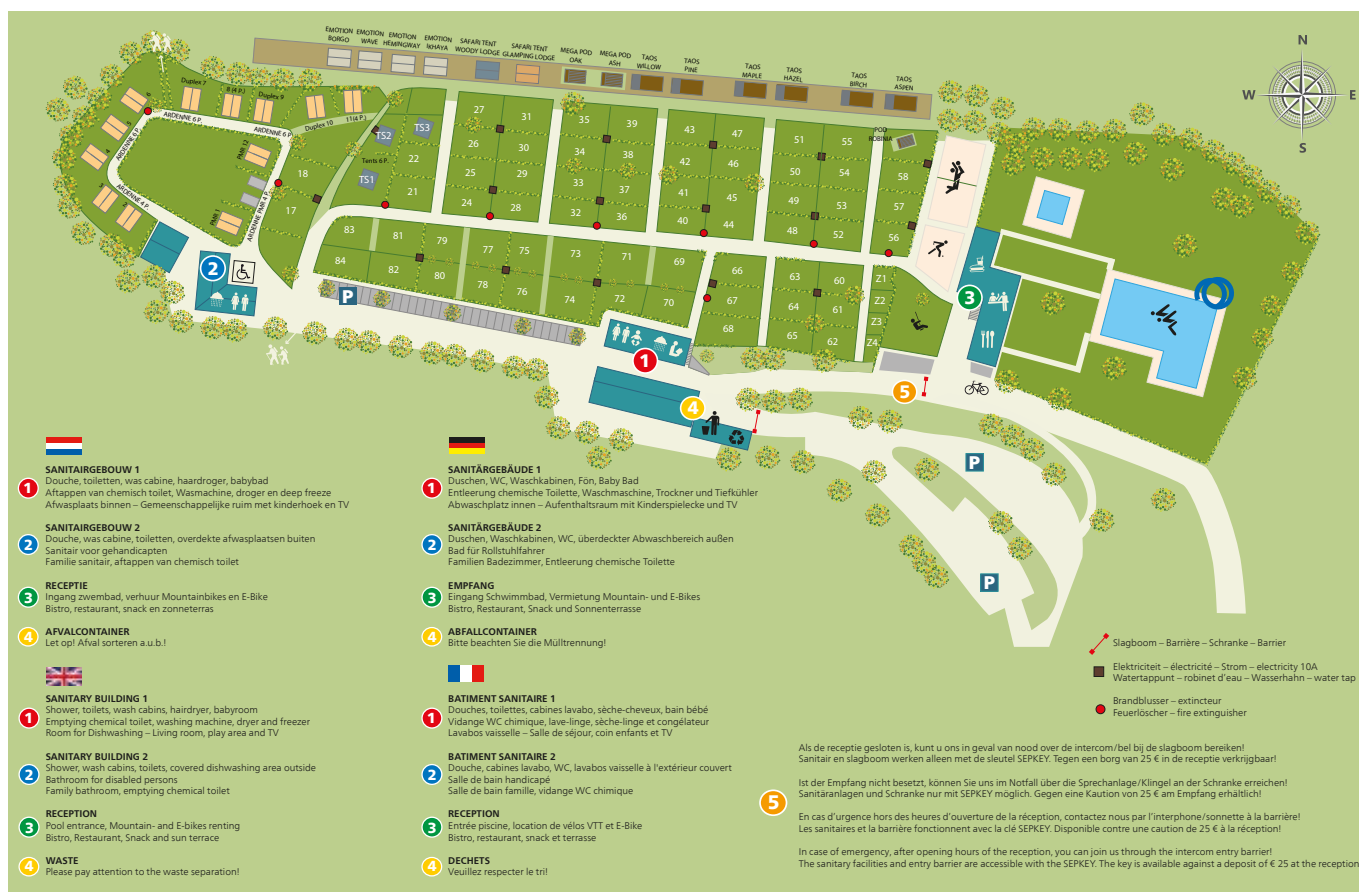 EMOTION
BORGO
EMOTION
WAVE
EMOTION
HEMINGWAY
EMOTION
IKHAYA
SAFARI TENT
WOODY LODGE
SAFARI TENT
GLAMPING LODGE
MEGA POD
OAK
MEGA POD
ASH
TAOS
WILLOW
TAOS
PINE
TAOS
MAPLE
TAOS
HAZEL
TAOS
BIRCH
TAOS
ASPEN
POD
ROBINIA
N
W E
S
Duplex 7
8 (4 P.)
Duplex 9
Duplex 10
11(4 P.)
6
5
4
3
2
ARDENNE 6 P.
ARDENNE 6 P.
ARDENNE 6 P.
ARDENNE 4 P.
ARDENNE PMR 4 P.
PMR 12
PMR 1
Tents 6 P.
TS1
TS2
TS3
17
18
21
22
24
25
26
27
28
29
30
31
32
33
34
35
36
37
38
39
40
41
42
43
44
45
46
47
48
49
50
51
52
53
54
55
56
57
58
83
84
81
82
79
80
77
78
75
76
73
74
71
72
69
70
66
67
68
63
64
65
60
61
62
Z1
Z2
Z3
Z4
P
P
P
1
2
3
4
5
SANITAIRGEBOUW 1
1 Douche, toiletten, was cabine, haardroger, babybad
Aftappen van chemisch toilet, Wasmachine, droger en deep freeze
Afwasplaats binnen – Gemeenschappelijke ruim met kinderhoek en TV
SANITAIRGEBOUW 2
2 Douche, was cabine, toiletten, overdekte afwasplaatsen buiten
Sanitair voor gehandicapten
Familie sanitair, aftappen van chemisch toilet
RECEPTIE
3 Ingang zwembad, verhuur Mountainbikes en E-Bike
Bistro, restaurant, snack en zonneterras
AFVALCONTAINER
4 Let op! Afval sorteren a.u.b.!
SANITÄRGEBÄUDE 1
1 Duschen, WC, Waschkabinen, Fön, Baby Bad
Entleerung chemische Toilette, Waschmaschine, Trockner und Tiefkühler
Abwaschplatz innen – Aufenthaltsraum mit Kinderspielecke und TV
SANITÄRGEBÄUDE 2
2 Duschen, Waschkabinen, WC, überdeckter Abwaschbereich außen
Bad für Rollstuhlfahrer
Familien Badezimmer, Entleerung chemische Toilette
EMPFANG
3 Eingang Schwimmbad, Vermietung Mountain- und E-Bikes
Bistro, Restaurant, Snack und Sonnenterrasse
ABFALLCONTAINER
4 Bitte beachten Sie die Mülltrennung!
SANITARY BUILDING 1
1 Shower, toilets, wash cabins, hairdryer, babyroom
Emptying chemical toilet, washing machine, dryer and freezer
Room for Dishwashing – Living room, play area and TV
SANITARY BUILDING 2
2 Shower, wash cabins, toilets, covered dishwashing area outside
Bathroom for disabled persons
Family bathroom, emptying chemical toilet
RECEPTION
3 Pool entrance, Mountain- and E-bikes renting
Bistro, Restaurant, Snack and sun terrace
WASTE
4 Please pay attention to the waste separation!
BATIMENT SANITAIRE 1
1 Douches, toilettes, cabines lavabo, sèche-cheveux, bain bébé
Vidange WC chimique, lave-linge, sèche-linge et congélateur
Lavabos vaisselle – Salle de séjour, coin enfants et TV
BATIMENT SANITAIRE 2
2 Douche, cabines lavabo, WC, lavabos vaisselle à l'extérieur couvert
Salle de bain handicapé
Salle de bain famille, vidange WC chimique
RECEPTION
3 Entrée piscine, location de vélos VTT et E-Bike
Bistro, restaurant, snack et terrasse
DECHETS
4 Veuillez respecter le tri!
Slagboom – Barrière – Schranke – Barrier
Elektriciteit – électricité – Strom – electricity 10A
Watertappunt – robinet d'eau – Wasserhahn – water tap
Brandblusser – extincteur
Feuerlöscher – fire extinguisher
Als de receptie gesloten is, kunt u ons in geval van nood over de intercom/bel bij de slagboom bereiken!
Sanitair en slagboom werken alleen met de sleutel SEPKEY. Tegen een borg van 25 € in de receptie verkrijgbaar!
Ist der Empfang nicht besetzt, können Sie uns im Notfall über die Sprechanlage/Klingel an der Schranke erreichen!
5 Sanitäranlagen und Schranke nur mit SEPKEY möglich. Gegen eine Kaution von 25 € am Empfang erhältlich!
En cas d'urgence hors des heures d'ouverture de la réception, contactez nous par l'interphone/sonnette à la barrière!
Les sanitaires et la barrière fonctionnent avec la clé SEPKEY. Disponible contre une caution de 25 € à la réception!
In case of emergency, after opening hours of the reception, you can join us through the intercom entry barrier!
The sanitary facilities and entry barrier are accessible with the SEPKEY. The key is available against a deposit of € 25 at the reception